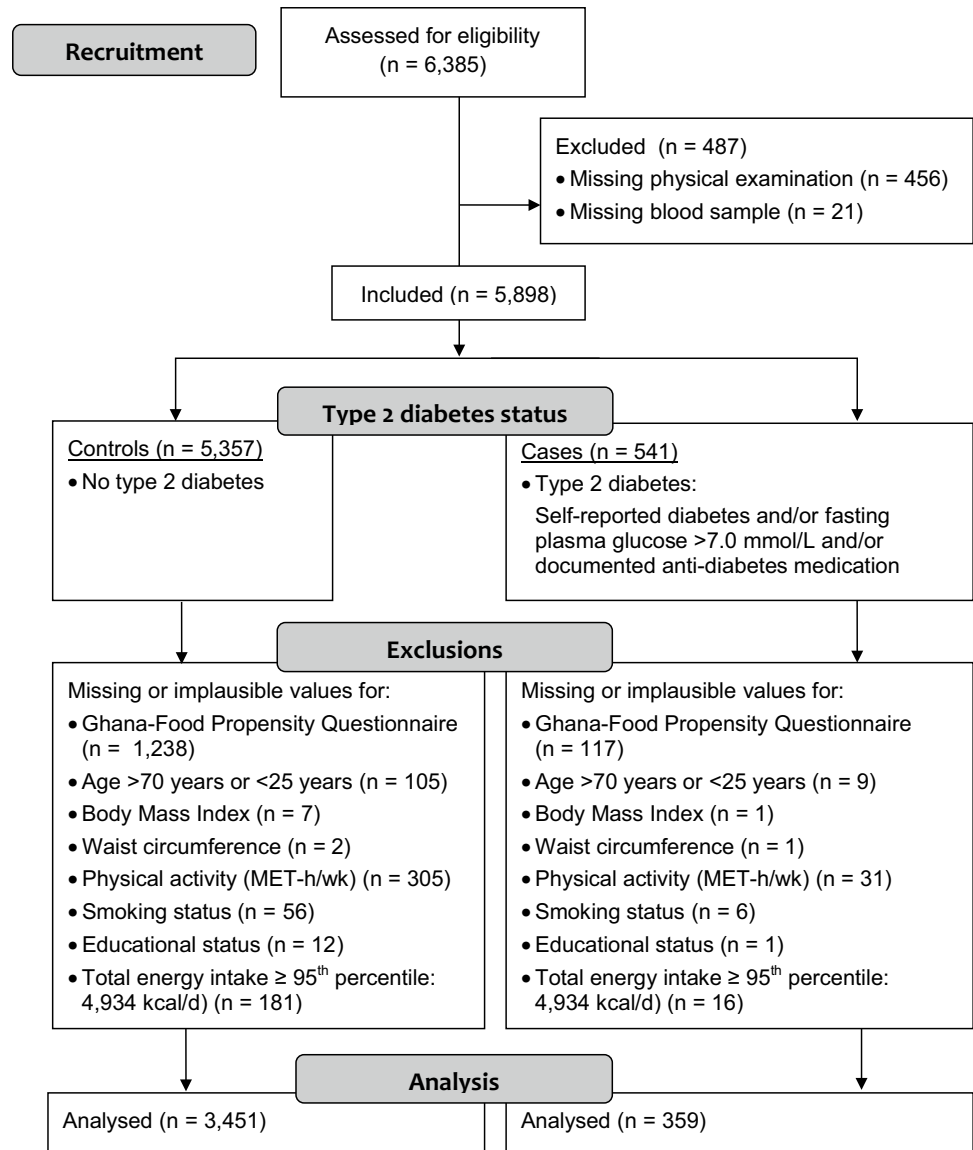 Recruitment
Assessed for eligibility
(n = 6,385)
Excluded (n = 487)
• Missing physical examination (n = 456)
• Missing blood sample (n = 21)
Included (n = 5,898)
Type 2 diabetes status
Controls (n = 5,357)
• No type 2 diabetes
Cases (n = 541)
• Type 2 diabetes:
Self-reported diabetes and/or fasting
plasma glucose >7.0 mmol/L and/or
documented anti-diabetes medication
Exclusions
Missing or implausible values for:
• Ghana-Food Propensity Questionnaire
(n = 1,238)
• Age >70 years or <25 years (n = 105)
• Body Mass Index (n = 7)
• Waist circumference (n = 2)
• Physical activity (MET-h/wk) (n = 305)
• Smoking status (n = 56)
• Educational status (n = 12)
• Total energy intake ≥ 95th percentile:
4,934 kcal/d) (n = 181)
Missing or implausible values for:
• Ghana-Food Propensity Questionnaire
(n = 117)
• Age >70 years or <25 years (n = 9)
• Body Mass Index (n = 1)
• Waist circumference (n = 1)
• Physical activity (MET-h/wk) (n = 31)
• Smoking status (n = 6)
• Educational status (n = 1)
• Total energy intake ≥ 95th percentile:
4,934 kcal/d) (n = 16)
Analysis
Analysed (n = 3,451)
Analysed (n = 359)